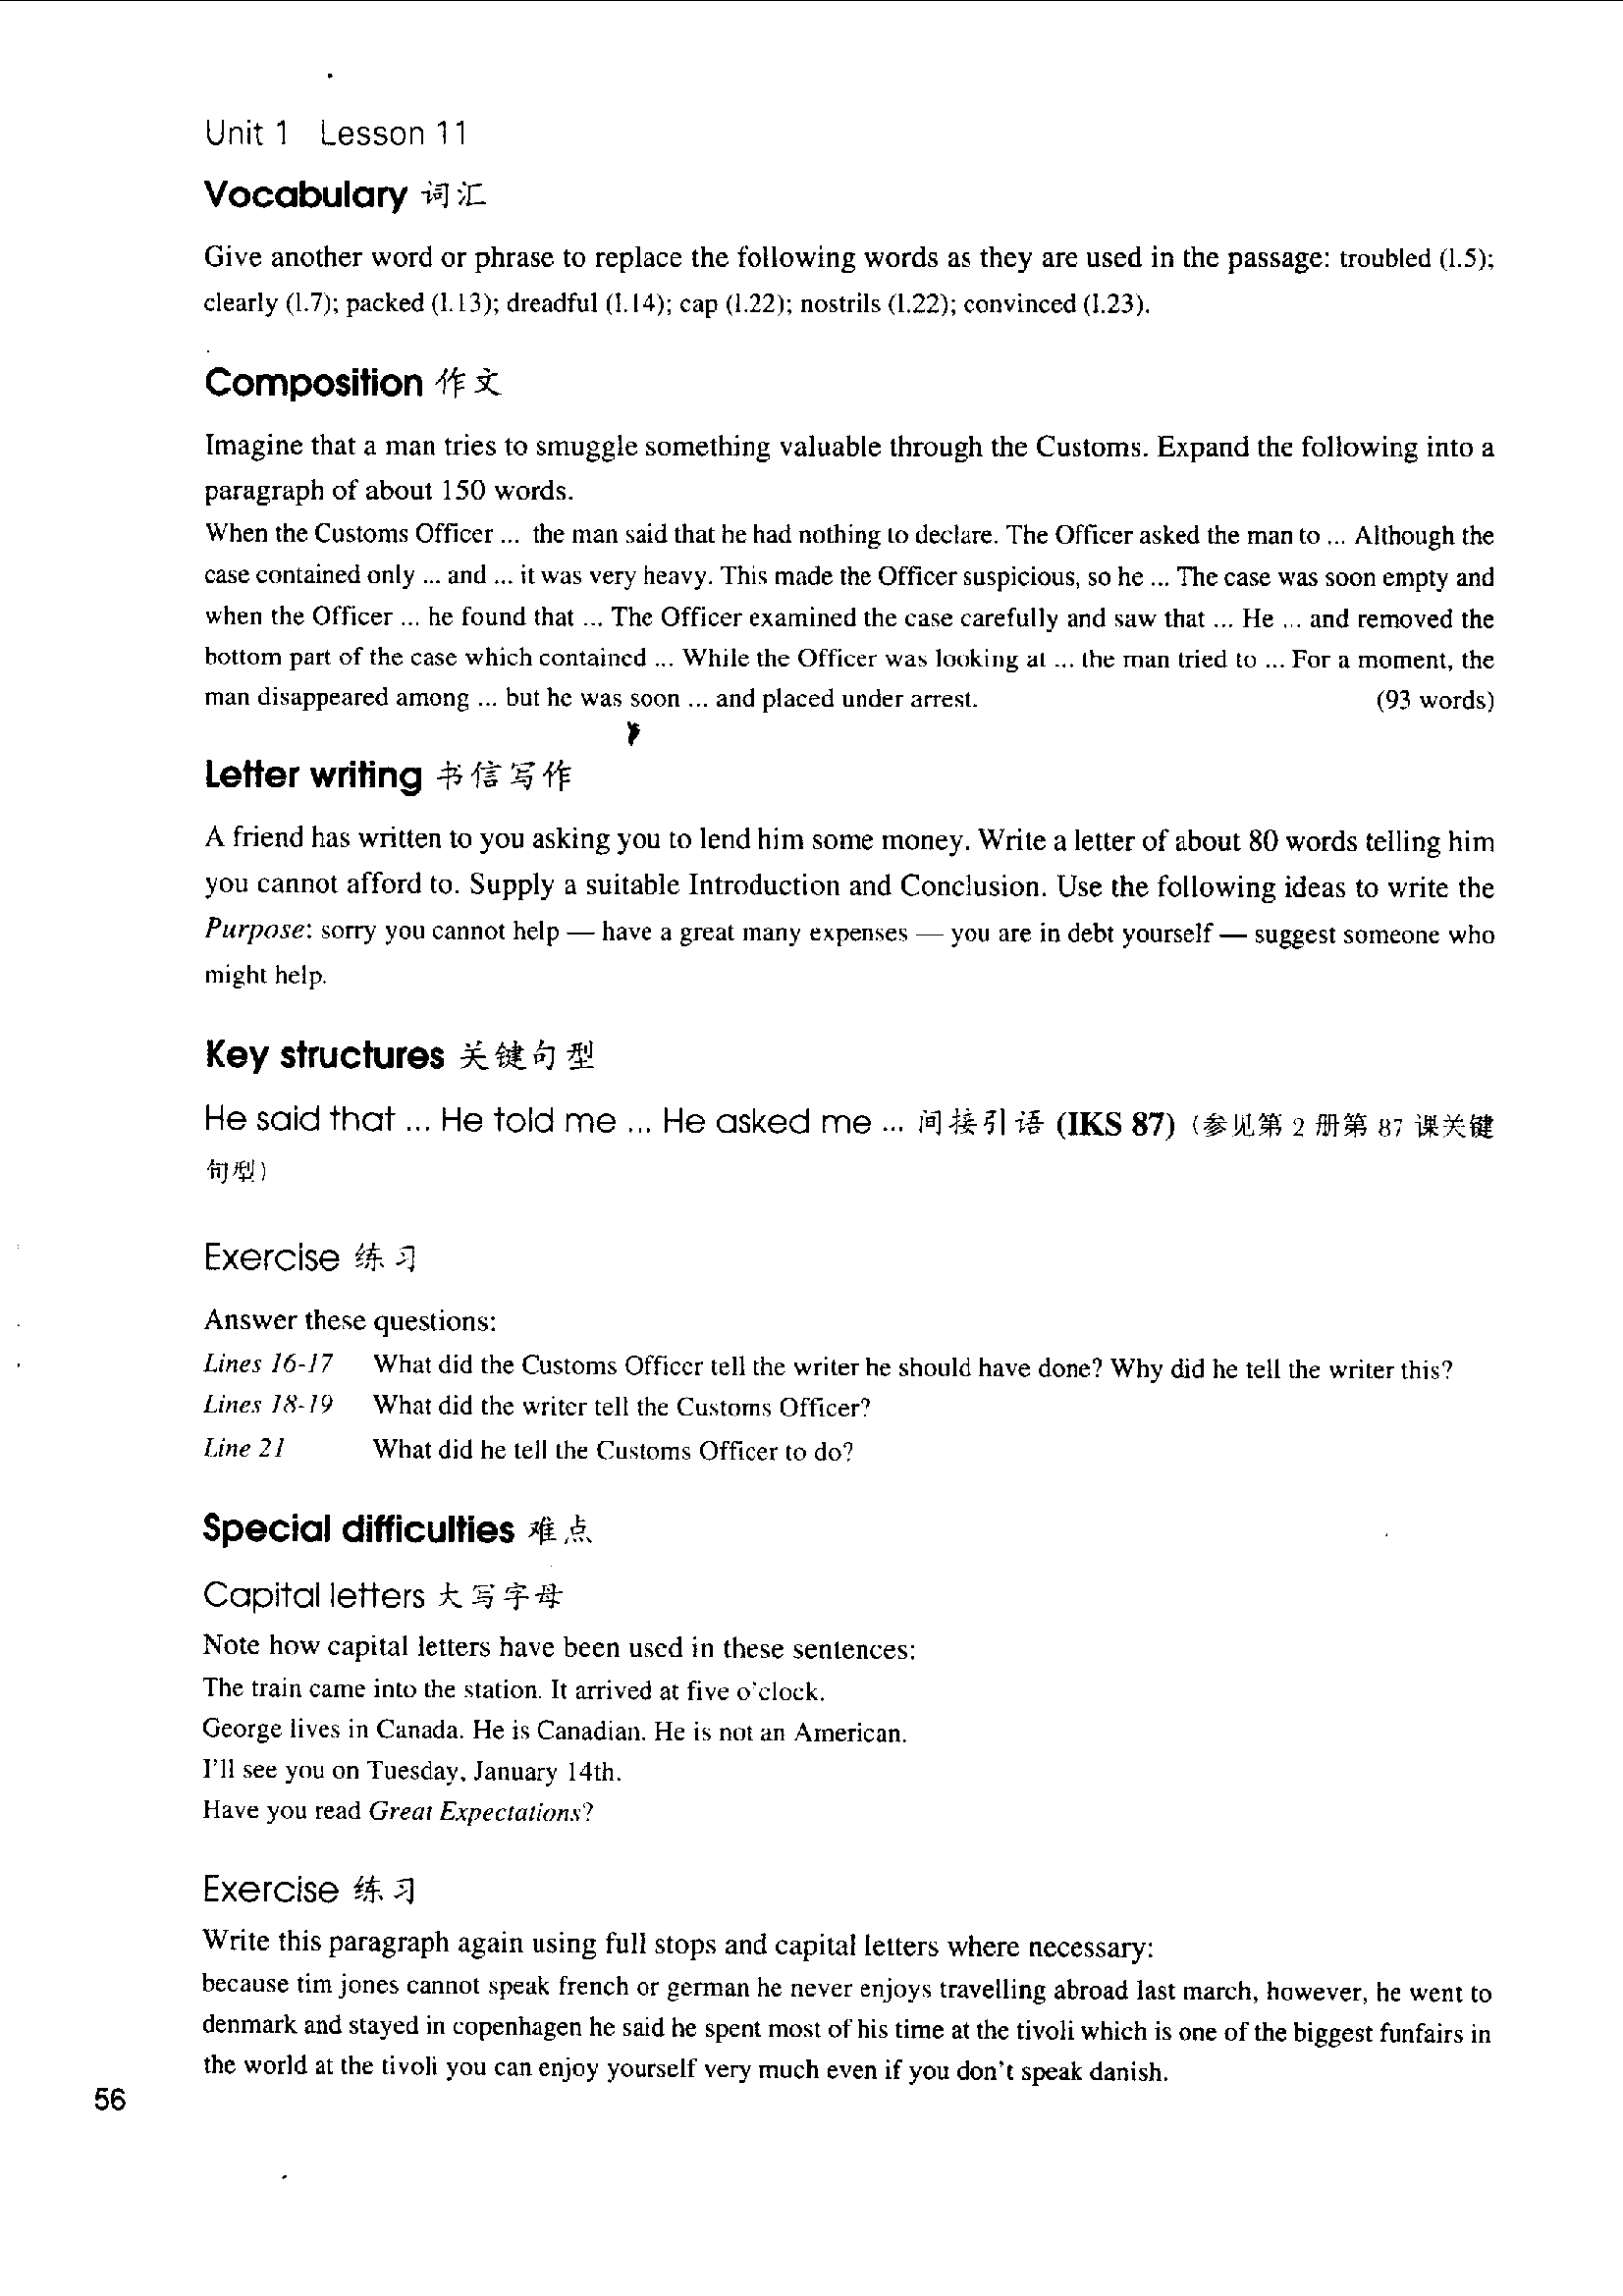 Unit 1 Lesson 11
Vocabulary 词汇
Give another word or phrase to replace the following words as they are used in the passage: troubled (l.5);
clearly (l.7); packed (l.13); dreadful (l.14); cap (l.22); nostrils (l.22); convinced (l.23).
Composition 作文
Imagine that a man tries to smuggle something valuable through the Customs. Expand the following into a
paragraph of about 150 words.
When the Customs Officer ... the man said that he had nothing to declare. The Officer asked the man to ... Although the
case contained only ... and ... it was very heavy. This made the Officer suspicious, so he ... The case was soon empty and
when the Officer ... he found that ... The Officer examined the case carefully and saw that ... He ... and removed the
bottom part of the case which contained ... While the Officer was looking at ... the man tried to ... For a moment, the
man disappeared among ... but he was soon ... and placed under arrest. (93 words)
Letter writing 书信写作
A friend has written to you asking you to lend him some money. Write a letter of about 80 words telling him
you cannot afford to. Supply a suitable Introduction and Conclusion. Use the following ideas to write the
Purpose: sorry you cannot help — have a great many expenses — you are in debt yourself — suggest someone who
might help.
Key structures 关键句型
He said that ... He told me ... He asked me ... 间接引语 (IKS 87) (参见第 2 册第 87 课关键
句型)
Exercise 练习
Answer these questions:
Lines 16-17 What did the Customs Officer tell the writer he should have done? Why did he tell the writer this?
Lines 18-19 What did the writer tell the Customs Officer?
Line 21 What did he tell the Customs Officer to do?
Special difficulties 难点
Capital letters 大写字母
Note how capital letters have been used in these sentences:
The train came into the station. It arrived at five o'clock.
George lives in Canada. He is Canadian. He is not an American.
I'll see you on Tuesday, January 14th.
Have you read Great Expectations?
Exercise 练习
Write this paragraph again using full stops and capital letters where necessary:
because tim jones cannot speak french or german he never enjoys travelling abroad last march, however, he went to
denmark and stayed in copenhagen he said he spent most of his time at the tivoli which is one of the biggest funfairs in
the world at the tivoli you can enjoy yourself very much even if you don't speak danish.
56